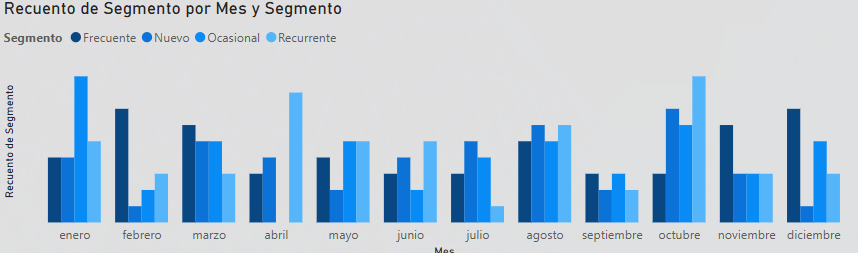 Recuento de Segmento por Mes y Segmento
Segmento Frecuente Nuevo Ocasional Recurrente
Recuento de Segmento
enero febrero marzo abril mayo junio julio agosto septiembre octubre noviembre diciembre
Mes